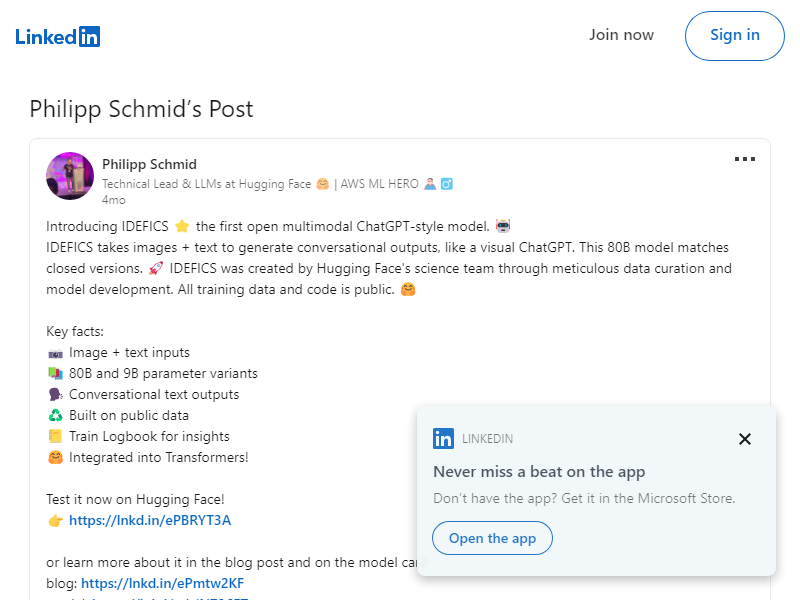 LinkedIn
Join now
Sign in
Philipp Schmid's Post
Philipp Schmid
Technical Lead & LLMs at Hugging Face 🤗 | AWS ML HERO 🦸🏻‍♂️
4mo
Introducing IDEFICS ⭐ the first open multimodal ChatGPT-style model. 🤖
IDEFICS takes images + text to generate conversational outputs, like a visual ChatGPT. This 80B model matches
closed versions. 🚀 IDEFICS was created by Hugging Face's science team through meticulous data curation and
model development. All training data and code is public. 🤗
Key facts:
📷 Image + text inputs
📚 80B and 9B parameter variants
🗣 Conversational text outputs
♻️ Built on public data
📒 Train Logbook for insights
🤗 Integrated into Transformers!
Test it now on Hugging Face!
👉 https://lnkd.in/ePBRYT3A
or learn more about it in the blog post and on the model
blog: https://lnkd.in/ePmtw2KF
LINKEDIN
Never miss a beat on the app
Don't have the app? Get it in the Microsoft Store.
Open the app